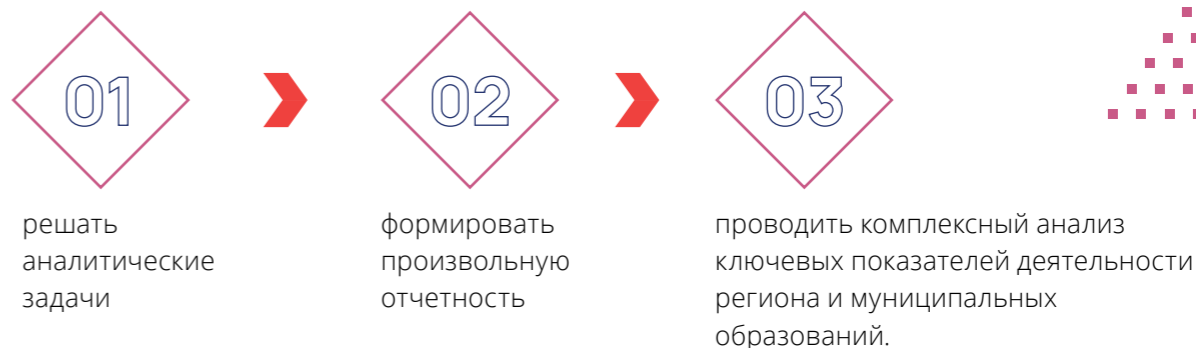 01
решать
аналитические
задачи
02
формировать
произвольную
отчетность
03
проводить комплексный анализ
ключевых показателей деятельности
региона и муниципальных
образований.